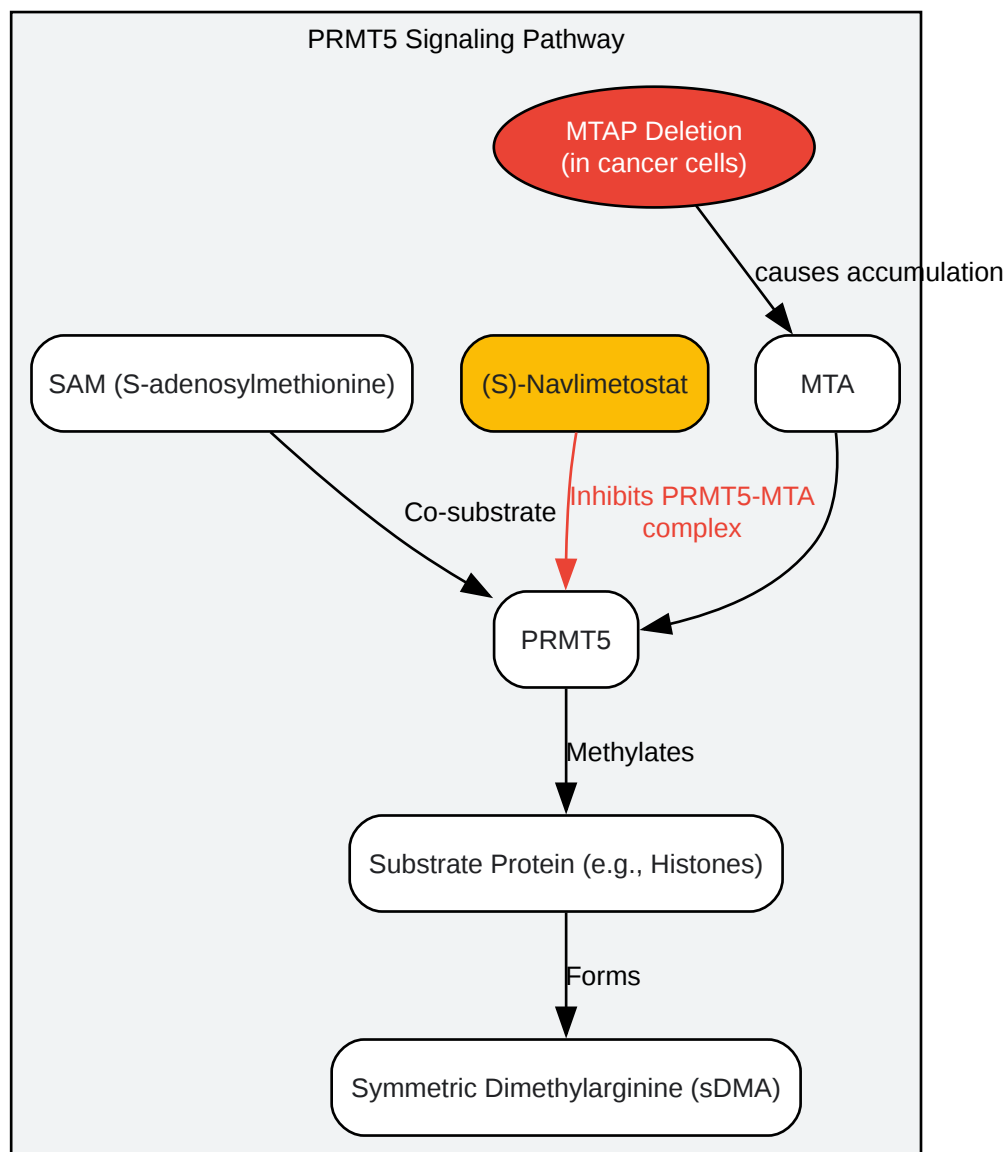 PRMT5 Signaling Pathway
MTAP Deletion
(in cancer cells)
causes accumulation
SAM (S-adenosylmethionine)
(S)-Navlimetostat
MTA
Co-substrate
Inhibits PRMT5-MTA
complex
PRMT5
Methylates
Substrate Protein (e.g., Histones)
Forms
Symmetric Dimethylarginine (sDMA)